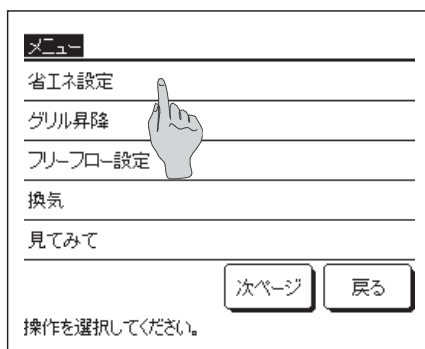 メニュー
省エネ設定
グリル昇降
フリーフロー設定
換気
見てみて
次ページ 戻る
操作を選択してください。